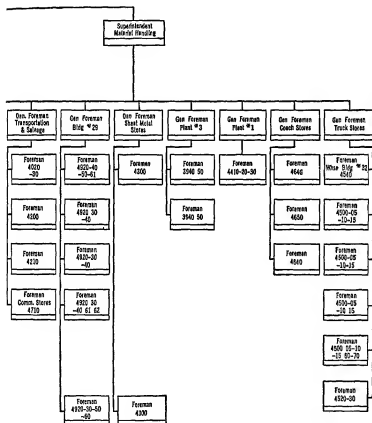 Superintendent
Material Handling
Gen. Foreman
Transportation
& Salvage
Gen Foreman
Bldg #29
Gen Foreman
Sheet Metal
Stores
Gen Foreman
Plant #3
Gen Foreman
Plant #1
Gen Foreman
Coach Stores
Gen Foreman
Truck Stores
Foreman
4020
-30
Foreman
4920-40
-50-61
Foreman
4300
Foreman
3940 50
Foreman
4410-20-30
Foreman
4640
Foreman
Whse Bldg #32
4540
Foreman
4200
Foreman
4920 30
-40
Foreman
3940 50
Foreman
4650
Foreman
4500-05
-10-15
Foreman
4210
Foreman
4920-30
-40
Foreman
Foreman
4500-05
-10-15
Foreman
Comm. Stores
4710
Foreman
4920 30
-40 61 62
Foreman
4500-05
-10 15
Foreman
4500
-15 60-70
Foreman
4920-30-50
-60
Foreman
4300
Foreman
4520-30